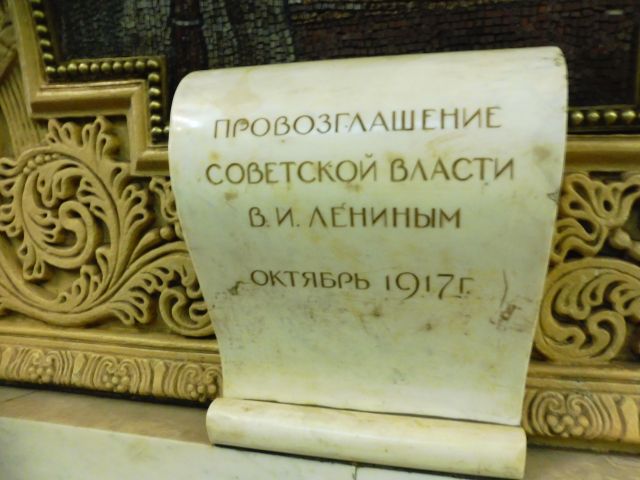 ПРОВОЗГЛАШЕНИЕ
СОВЕТСКОЙ ВЛАСТИ
В.И. ЛЕНИНЫМ
ОКТЯБРЬ 1917Г.